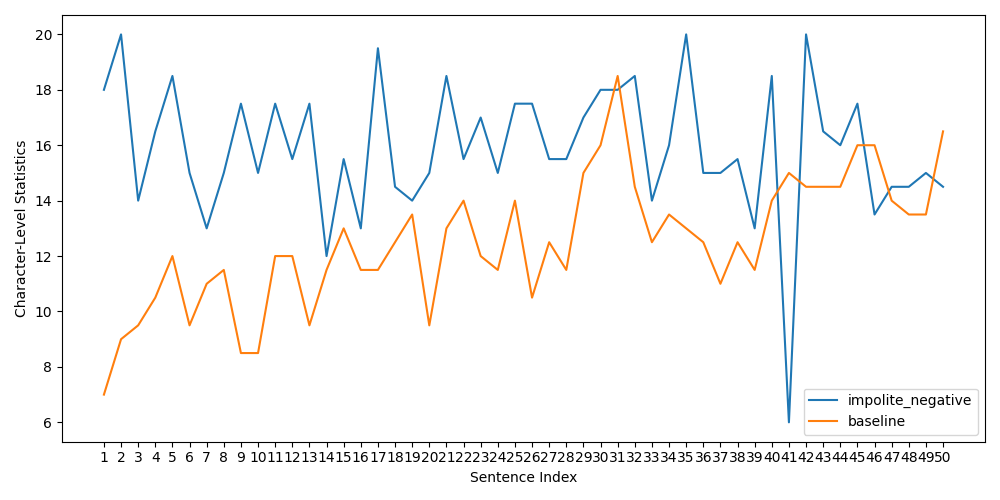 20
18
16
14
12
10
8
6
Character-Level Statistics
impolite_negative
baseline
1 2 3 4 5 6 7 8 9 10 11 12 13 14 15 16 17 18 19 20 21 22 23 24 25 26 27 28 29 30 31 32 33 34 35 36 37 38 39 40 41 42 43 44 45 46 47 48 49 50
Sentence Index